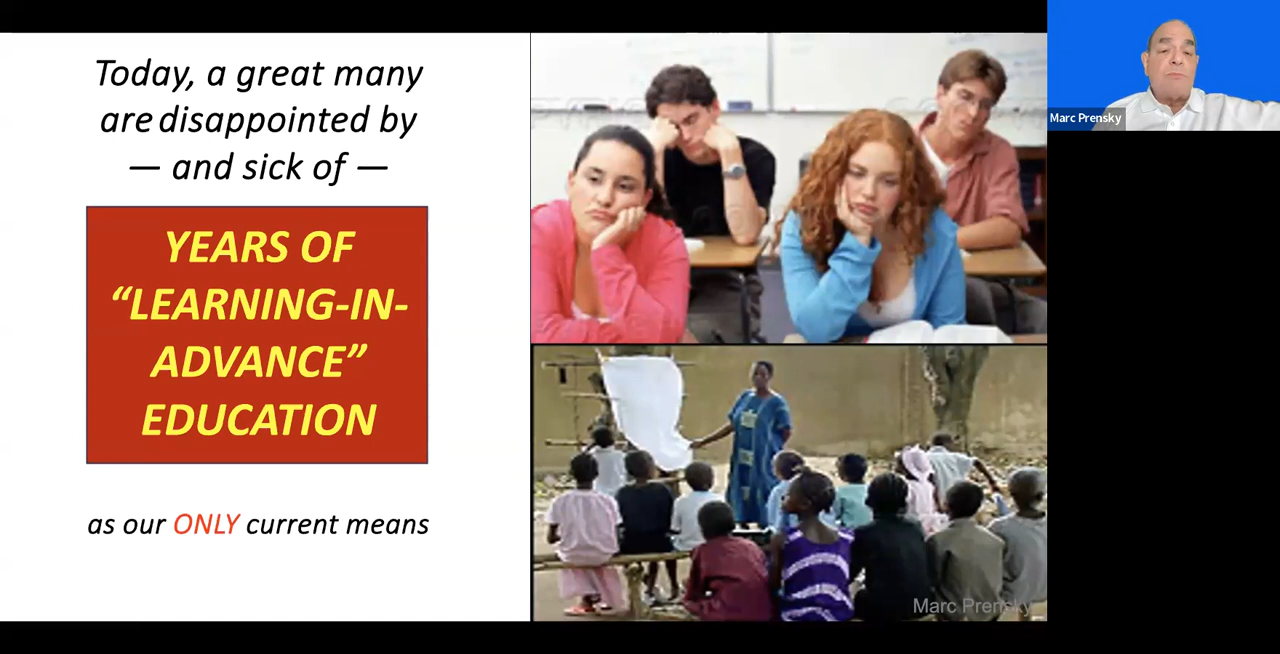 Today, a great many
are disappointed by
— and sick of —
YEARS OF
“LEARNING-IN-
ADVANCE”
EDUCATION
as our ONLY current means
Marc Prensky
Marc Prensky